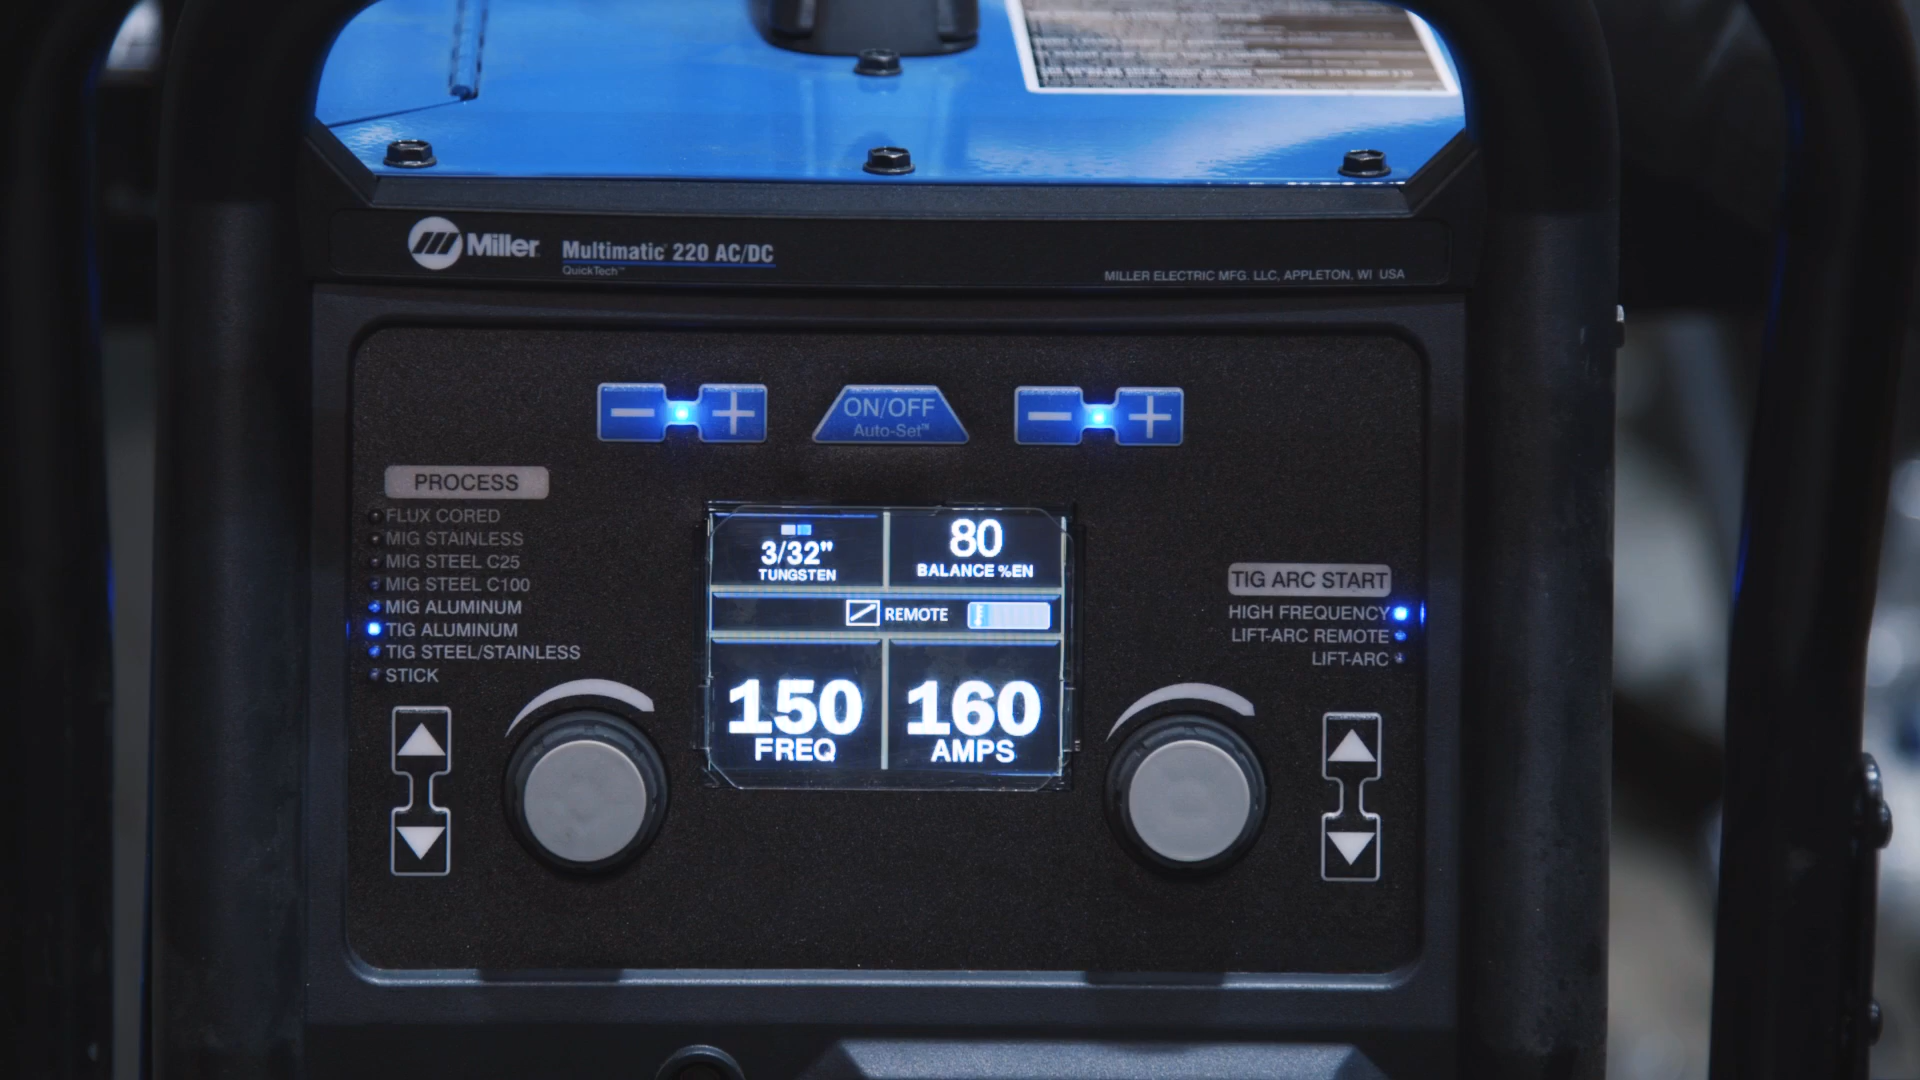 Miller Multimatic® 220 AC/DC
QuickTech™
MILLER ELECTRIC MFG. LLC, APPLETON, WI USA
− +
ON/OFF
Auto-Set™
− +
PROCESS
FLUX CORED
MIG STAINLESS
MIG STEEL C25
MIG STEEL C100
MIG ALUMINUM
TIG ALUMINUM
TIG STEEL/STAINLESS
STICK
3/32"
TUNGSTEN
80
BALANCE %EN
REMOTE
150
FREQ
160
AMPS
TIG ARC START
HIGH FREQUENCY
LIFT-ARC REMOTE
LIFT-ARC